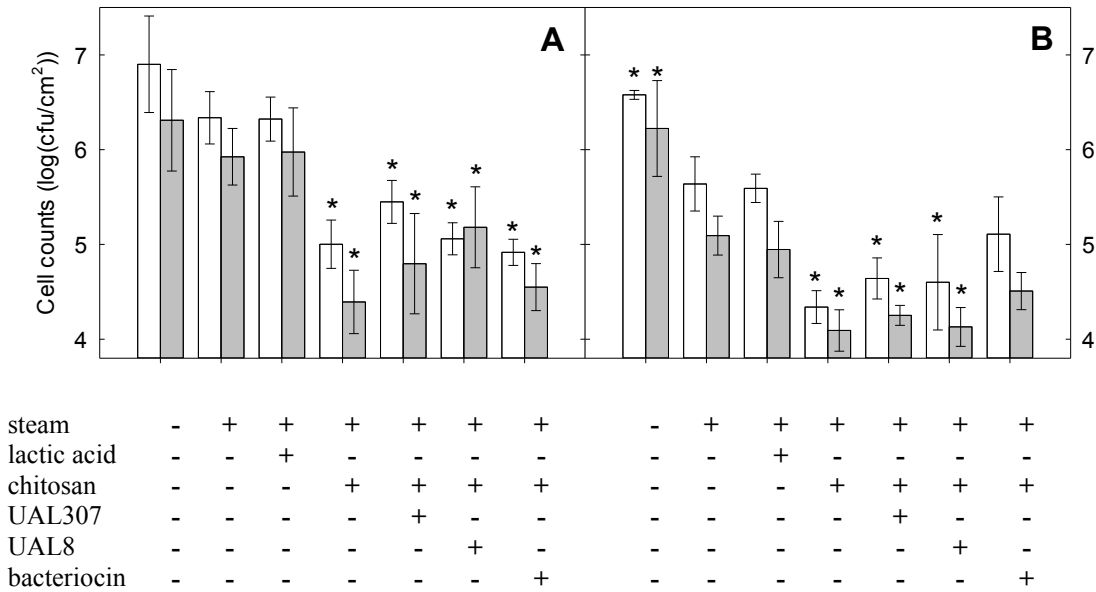 A B
7 7
6 6
5 5
4 4
Cell counts (log(cfu/cm²))
* *
* * * * * * * *
* * * * * *
steam - + + + + + + - + + + + + +
lactic acid - - + - - - - - - + - - - -
chitosan - - - + + + + - - - + + + +
UAL307 - - - - + - - - - - - + - -
UAL8 - - - - - + - - - - - - + -
bacteriocin - - - - - - + - - - - - - +